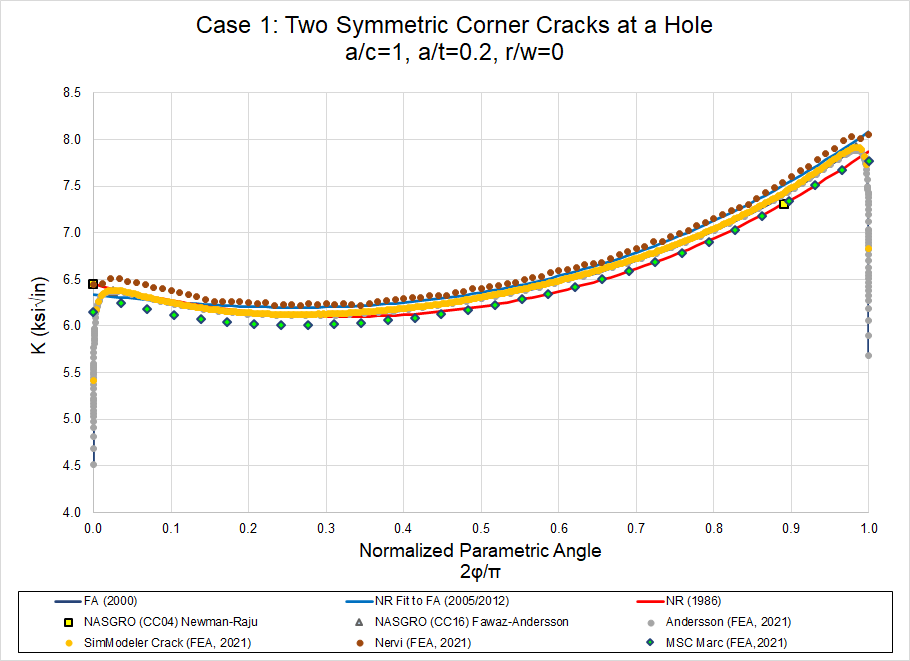 Case 1: Two Symmetric Corner Cracks at a Hole
a/c=1, a/t=0.2, r/w=0
8.5
8.0
7.5
7.0
6.5
6.0
5.5
5.0
4.5
4.0
K (ksi√in)
0.0 0.1 0.2 0.3 0.4 0.5 0.6 0.7 0.8 0.9 1.0
Normalized Parametric Angle
2φ/π
FA (2000) NR Fit to FA (2005/2012) NR (1986)
NASGRO (CC04) Newman-Raju NASGRO (CC16) Fawaz-Andersson Andersson (FEA, 2021)
SimModeler Crack (FEA, 2021) Nervi (FEA, 2021) MSC Marc (FEA,2021)